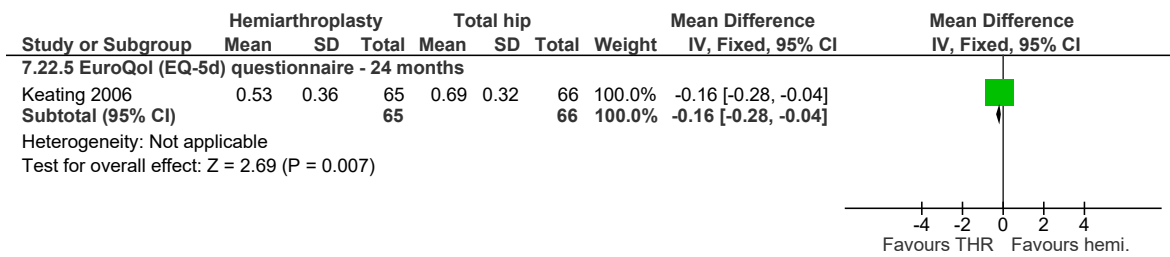 Hemiarthroplasty Total hip Mean Difference Mean Difference
Study or Subgroup Mean SD Total Mean SD Total Weight IV, Fixed, 95% CI IV, Fixed, 95% CI
7.22.5 EuroQol (EQ-5d) questionnaire - 24 months
Keating 2006 0.53 0.36 65 0.69 0.32 66 100.0% -0.16 [-0.28, -0.04]
Subtotal (95% CI) 65 66 100.0% -0.16 [-0.28, -0.04]
Heterogeneity: Not applicable
Test for overall effect: Z = 2.69 (P = 0.007)
-4 -2 0 2 4
Favours THR Favours hemi.